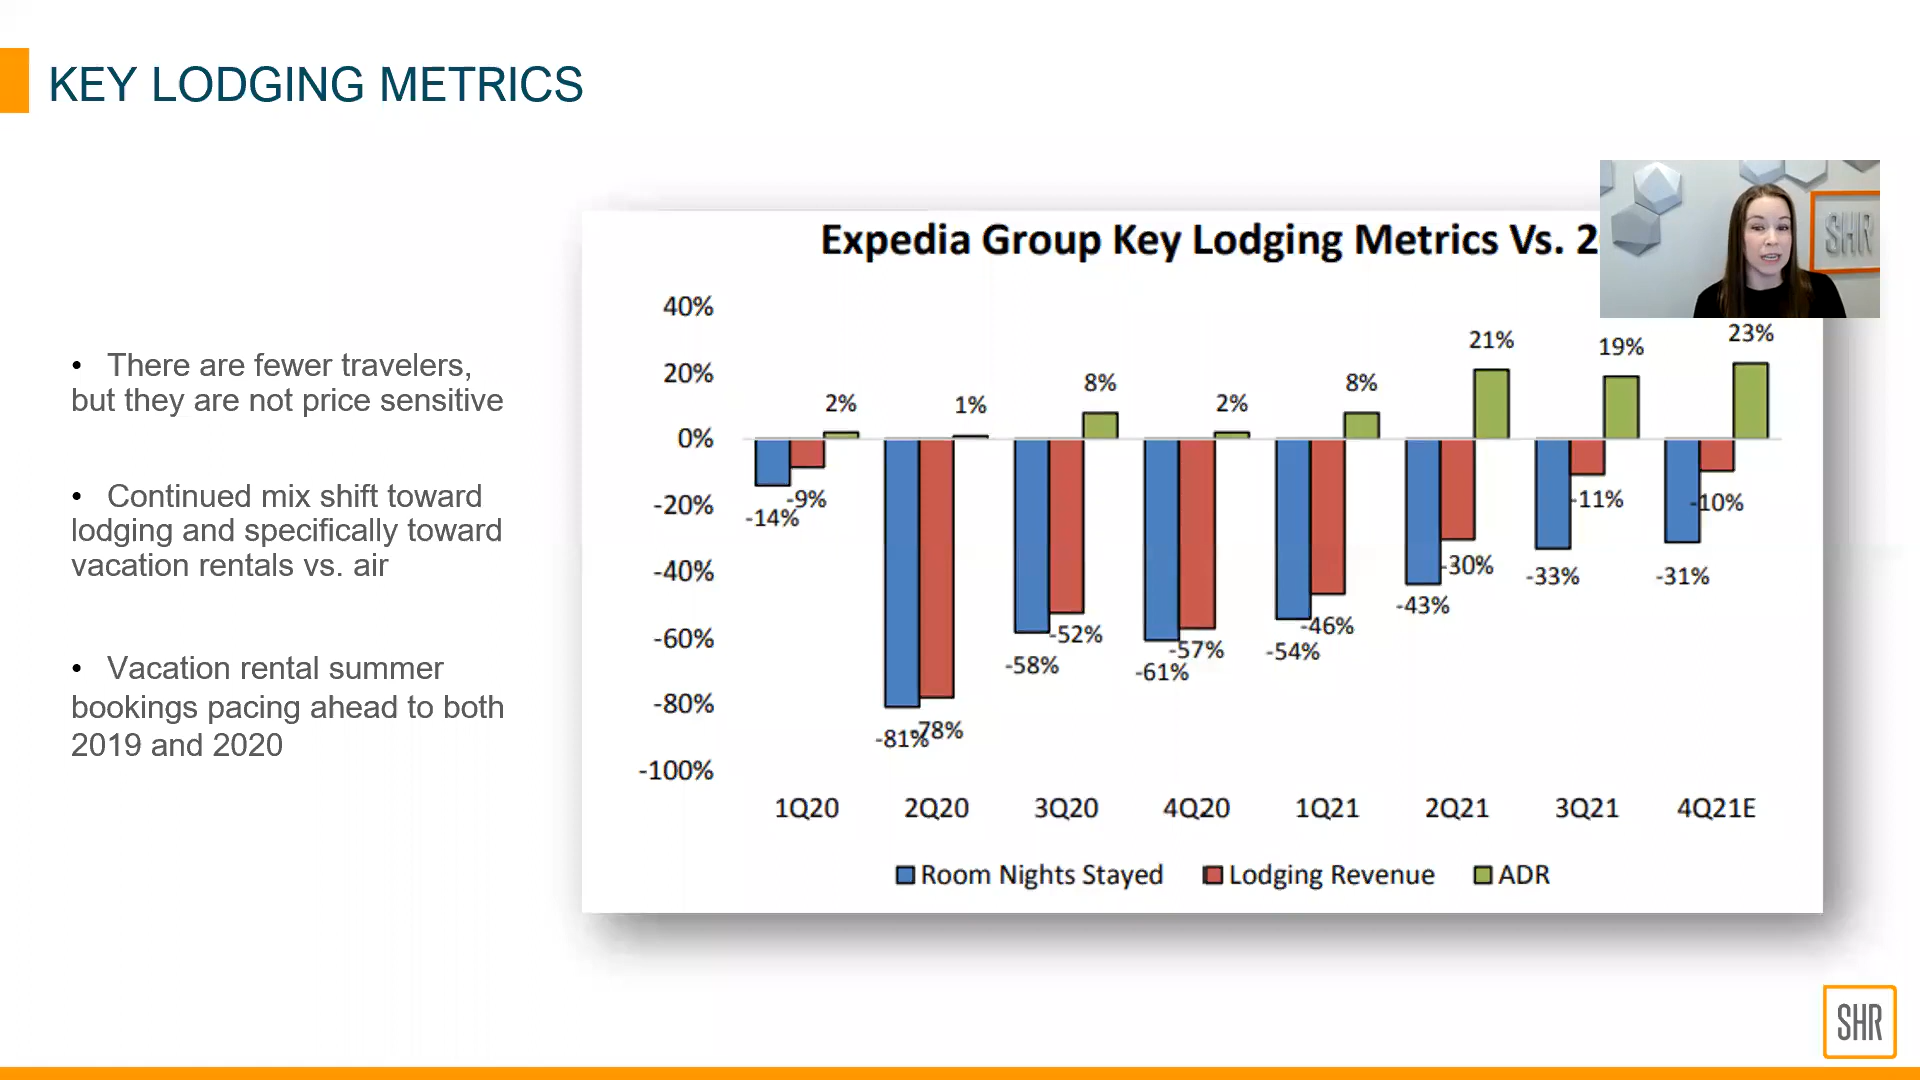 KEY LODGING METRICS
• There are fewer travelers,
but they are not price sensitive
• Continued mix shift toward
lodging and specifically toward
vacation rentals vs. air
• Vacation rental summer
bookings pacing ahead to both
2019 and 2020
Expedia Group Key Lodging Metrics Vs. 2
SHR
40%
20%
0%
-20%
-40%
-60%
-80%
-100%
2% 1% 8% 2% 8% 21% 19% 23%
-14% -9% -81% -78% -58% -52% -61% -57% -54% -46% -43% -30% -33% -11% -31% -10%
1Q20 2Q20 3Q20 4Q20 1Q21 2Q21 3Q21 4Q21E
Room Nights Stayed Lodging Revenue ADR
SHR